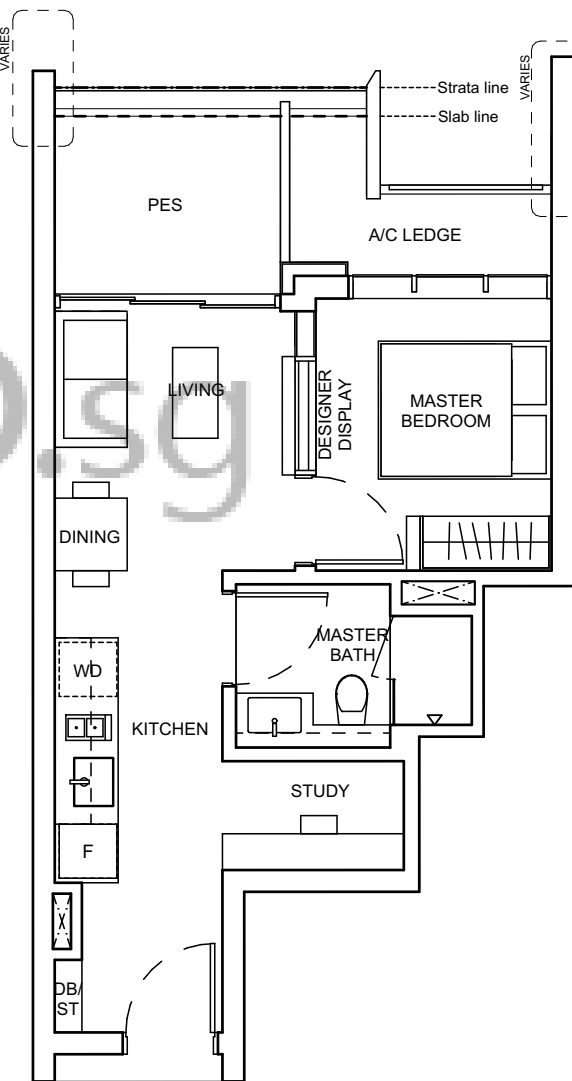 VARIES
VARIES
Strata line
Slab line
PES
A/C LEDGE
LIVING
DESIGNER
DISPLAY
MASTER
BEDROOM
.sg
DINING
MASTER
BATH
WD
KITCHEN
STUDY
F
DB/
ST